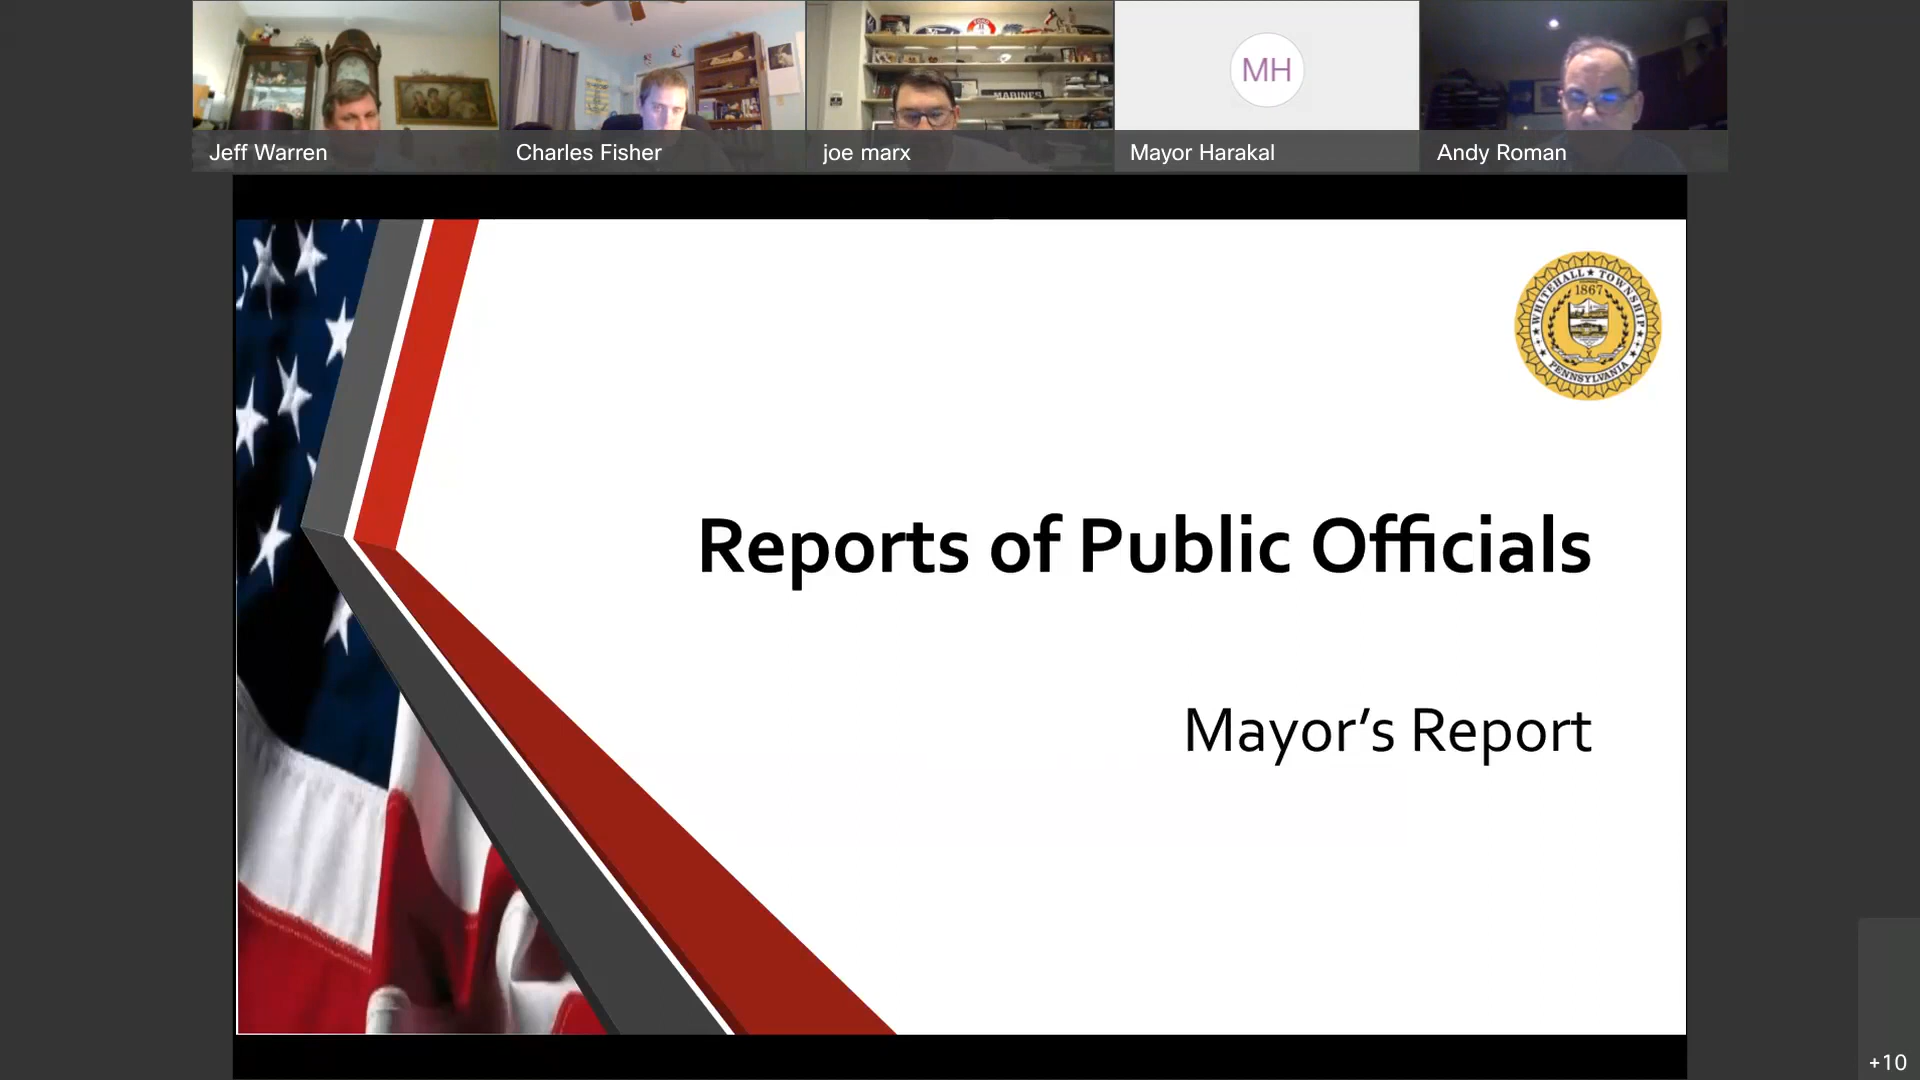 MARINES
MH
Jeff Warren
Charles Fisher
joe marx
Mayor Harakal
Andy Roman
WHITEHALL ★ TOWNSHIP
1867
PENNSYLVANIA
Reports of Public Officials
Mayor’s Report
+10